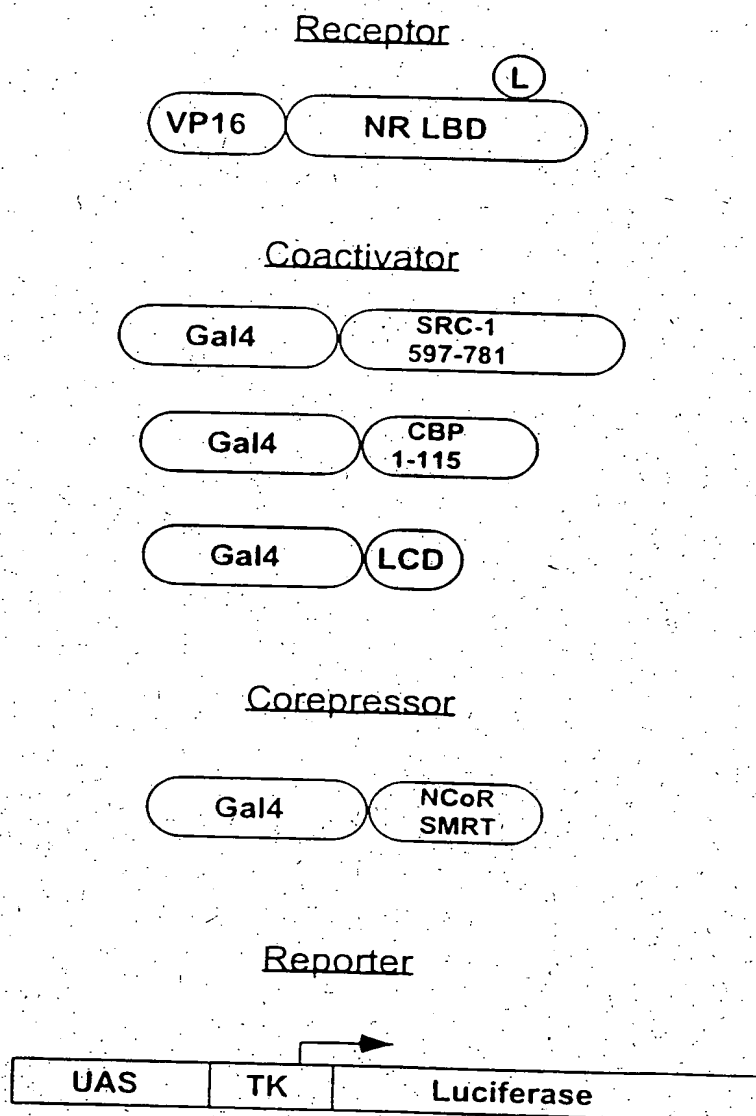 Receptor
L
VP16 NR LBD
Coactivator
Gal4 SRC-1
597-781
Gal4 CBP
1-115
Gal4 LCD
Corepressor
Gal4 NCoR
SMRT
Reporter
UAS TK Luciferase